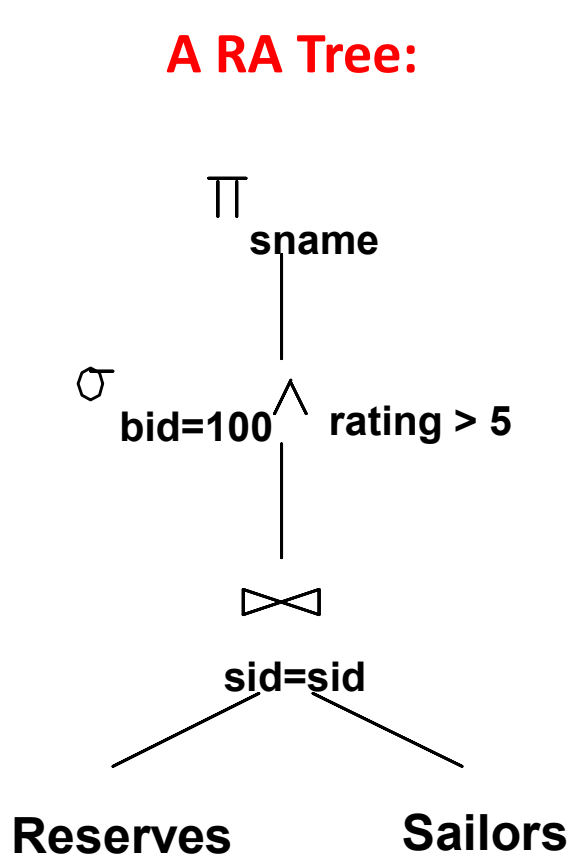 A RA Tree:
π
sname
σ
bid=100 ∧ rating > 5
⋈
sid=sid
Reserves Sailors